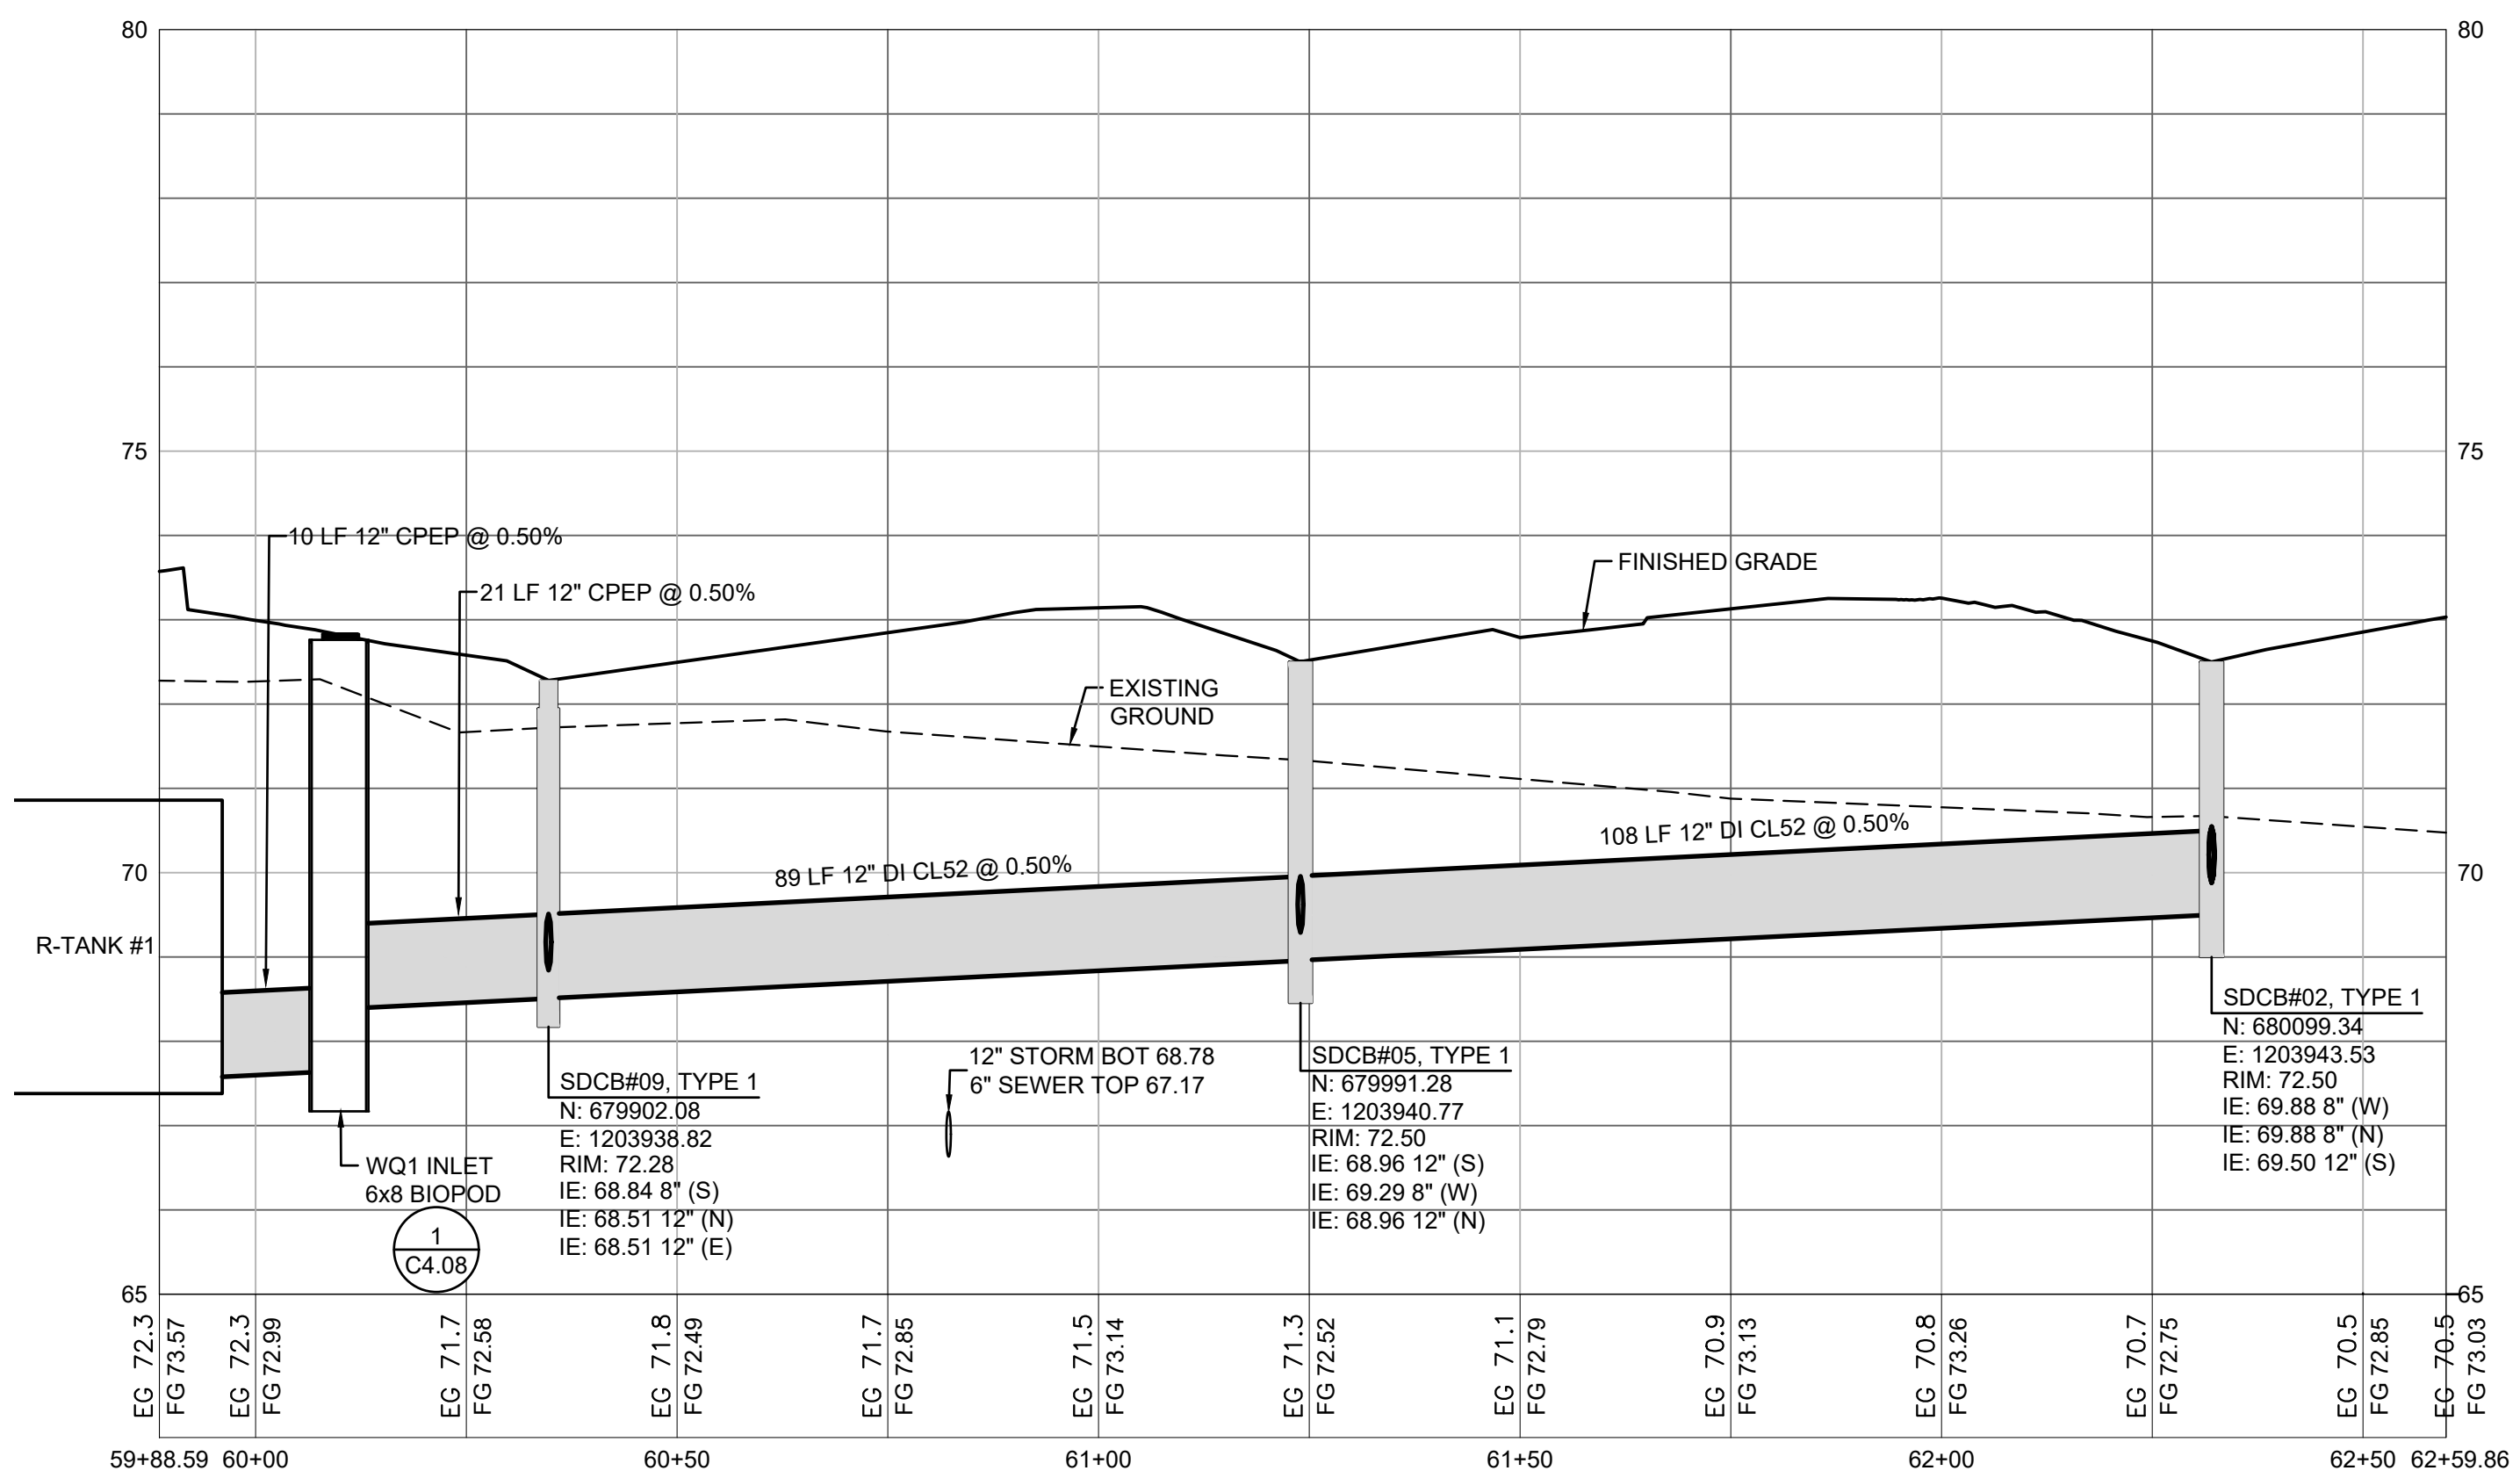 80
80
75
75
10 LF 12" CPEP @ 0.50%
21 LF 12" CPEP @ 0.50%
FINISHED GRADE
EXISTING
GROUND
108 LF 12" DI CL52 @ 0.50%
89 LF 12" DI CL52 @ 0.50%
70
70
R-TANK #1
SDCB#02, TYPE 1
N: 680099.34
E: 1203943.53
RIM: 72.50
IE: 69.88 8" (W)
IE: 69.88 8" (N)
IE: 69.50 12" (S)
12" STORM BOT 68.78
6" SEWER TOP 67.17
SDCB#05, TYPE 1
N: 679991.28
E: 1203940.77
RIM: 72.50
IE: 68.96 12" (S)
IE: 69.29 8" (W)
IE: 68.96 12" (N)
SDCB#09, TYPE 1
N: 679902.08
E: 1203938.82
RIM: 72.28
IE: 68.84 8" (S)
IE: 68.51 12" (N)
IE: 68.51 12" (E)
WQ1 INLET
6x8 BIOPOD
1
C4.08
65
65
EG 72.3
FG 73.57
EG 72.3
FG 72.99
EG 71.7
FG 72.58
EG 71.8
FG 72.49
EG 71.7
FG 72.85
EG 71.5
FG 73.14
EG 71.3
FG 72.52
EG 71.1
FG 72.79
EG 70.9
FG 73.13
EG 70.8
FG 73.26
EG 70.7
FG 72.75
EG 70.5
FG 72.85
EG 70.5
FG 73.03
59+88.59
60+00
60+50
61+00
61+50
62+00
62+50
62+59.86